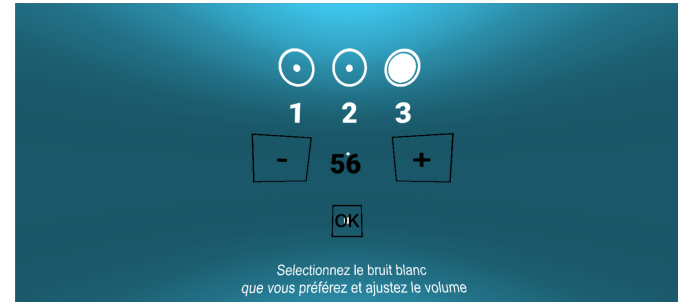 1 2 3
- 56 +
OK
Selectionnez le bruit blanc
que vous préférez et ajustez le volume